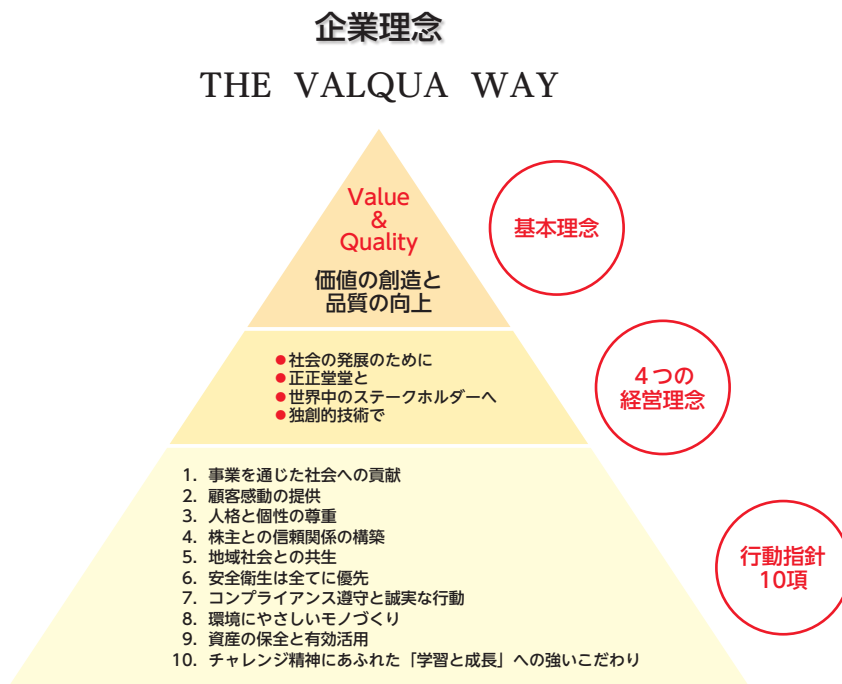 企業理念
THE VALQUA WAY
Value
&
Quality
価値の創造と
品質の向上
基本理念
●社会の発展のために
●正正堂堂と
●世界中のステークホルダーへ
●独創的技術で
4つの
経営理念
1. 事業を通じた社会への貢献
2. 顧客感動の提供
3. 人格と個性の尊重
4. 株主との信頼関係の構築
5. 地域社会との共生
6. 安全衛生は全てに優先
7. コンプライアンス遵守と誠実な行動
8. 環境にやさしいモノづくり
9. 資産の保全と有効活用
10. チャレンジ精神にあふれた「学習と成長」への強いこだわり
行動指針
10項